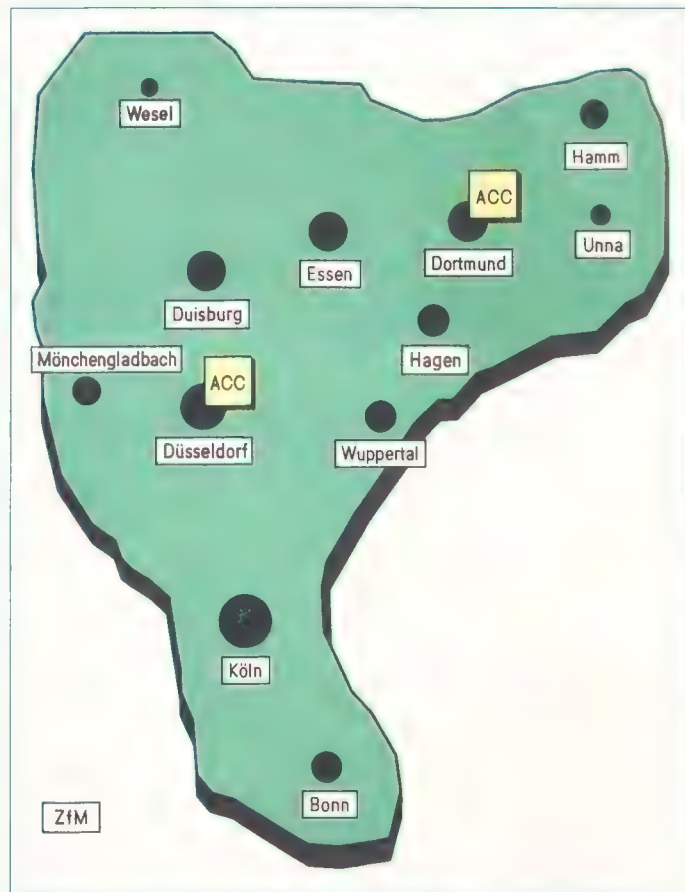 Wesel
Hamm
ACC
Unna
Essen
Dortmund
Duisburg
Hagen
Mönchengladbach
ACC
Düsseldorf
Wuppertal
Köln
Bonn
ZfM